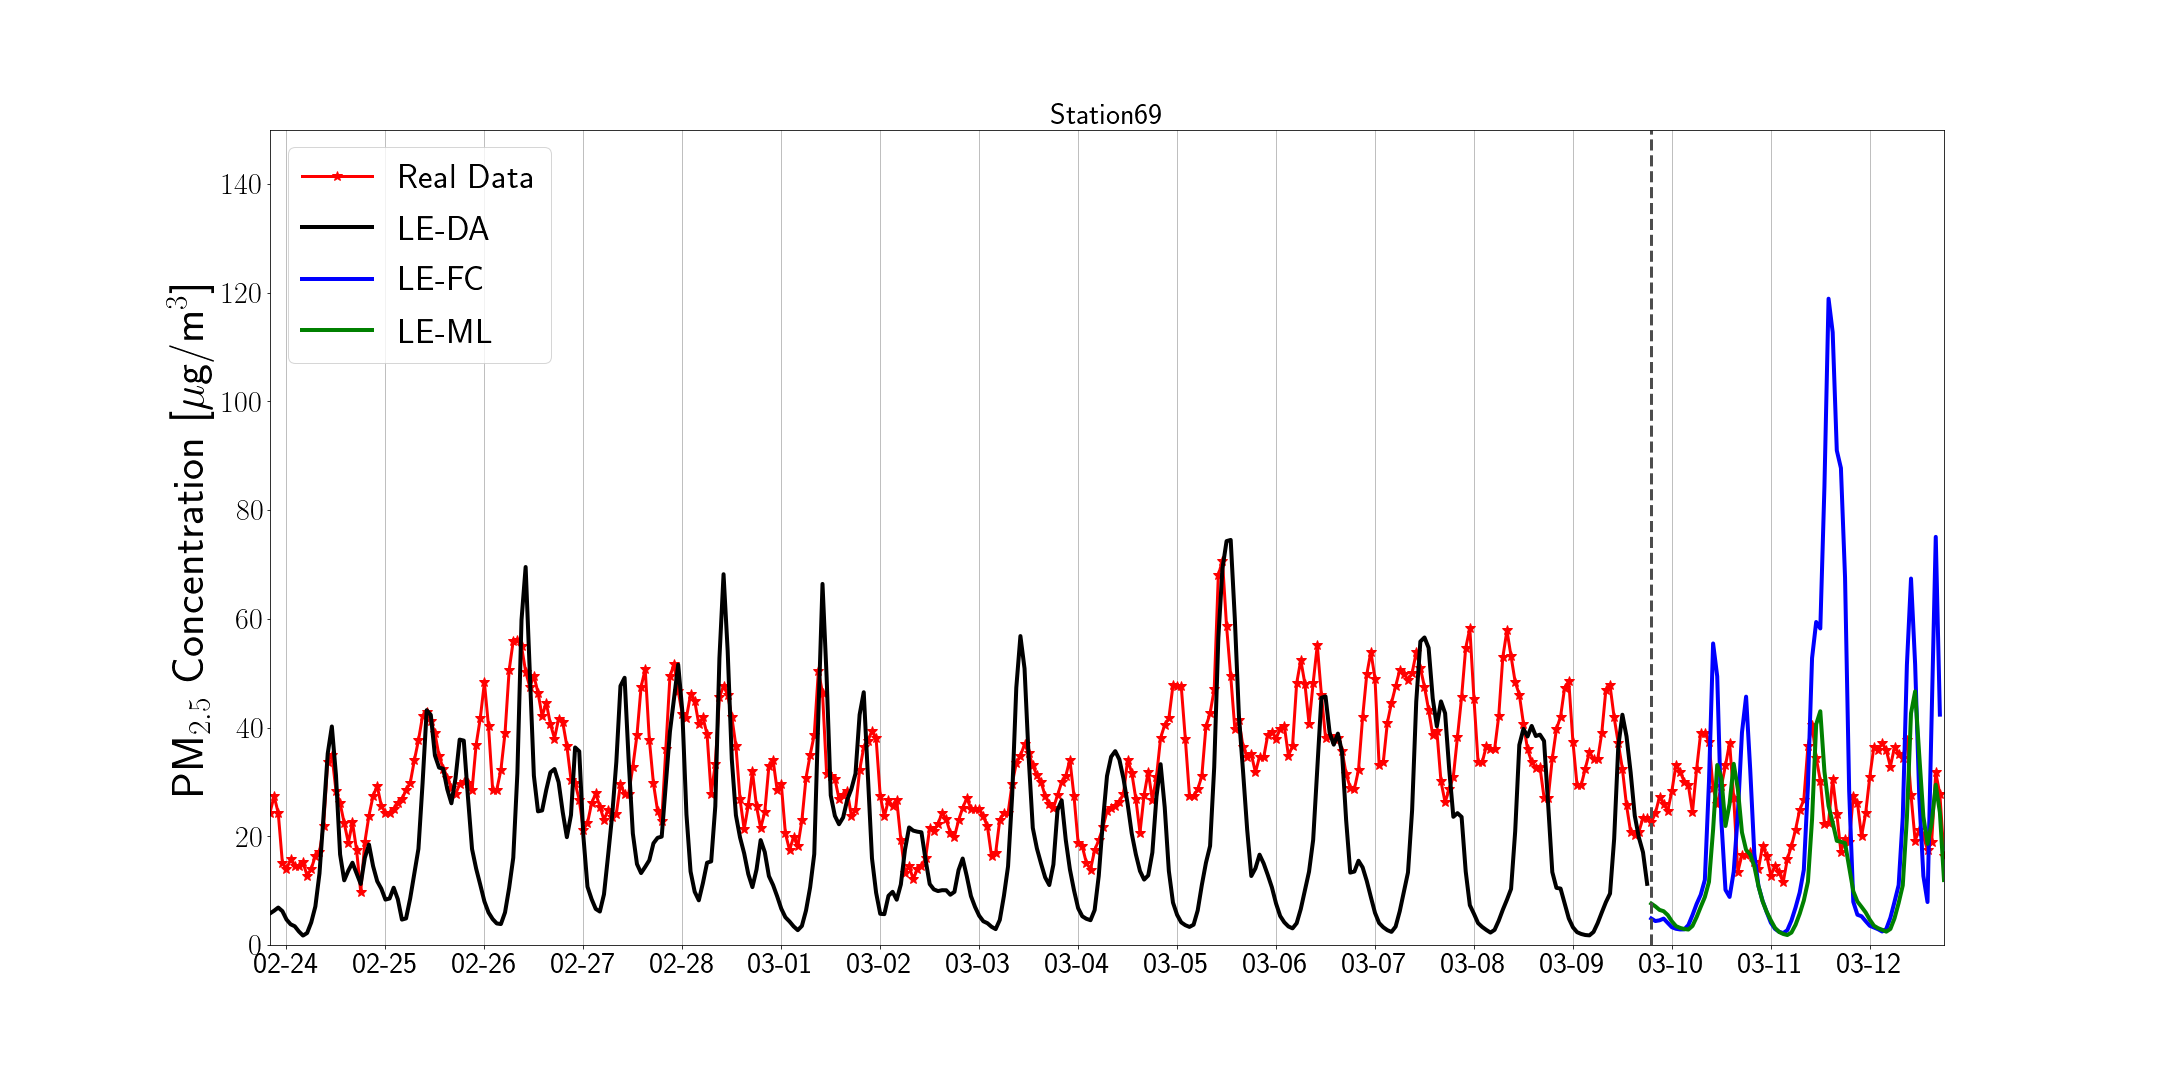 Station69
Real Data
LE-DA
LE-FC
LE-ML
PM2.5 Concentration [μg/m³]
140
120
100
80
60
40
20
0
02-24 02-25 02-26 02-27 02-28 03-01 03-02 03-03 03-04 03-05 03-06 03-07 03-08 03-09 03-10 03-11 03-12